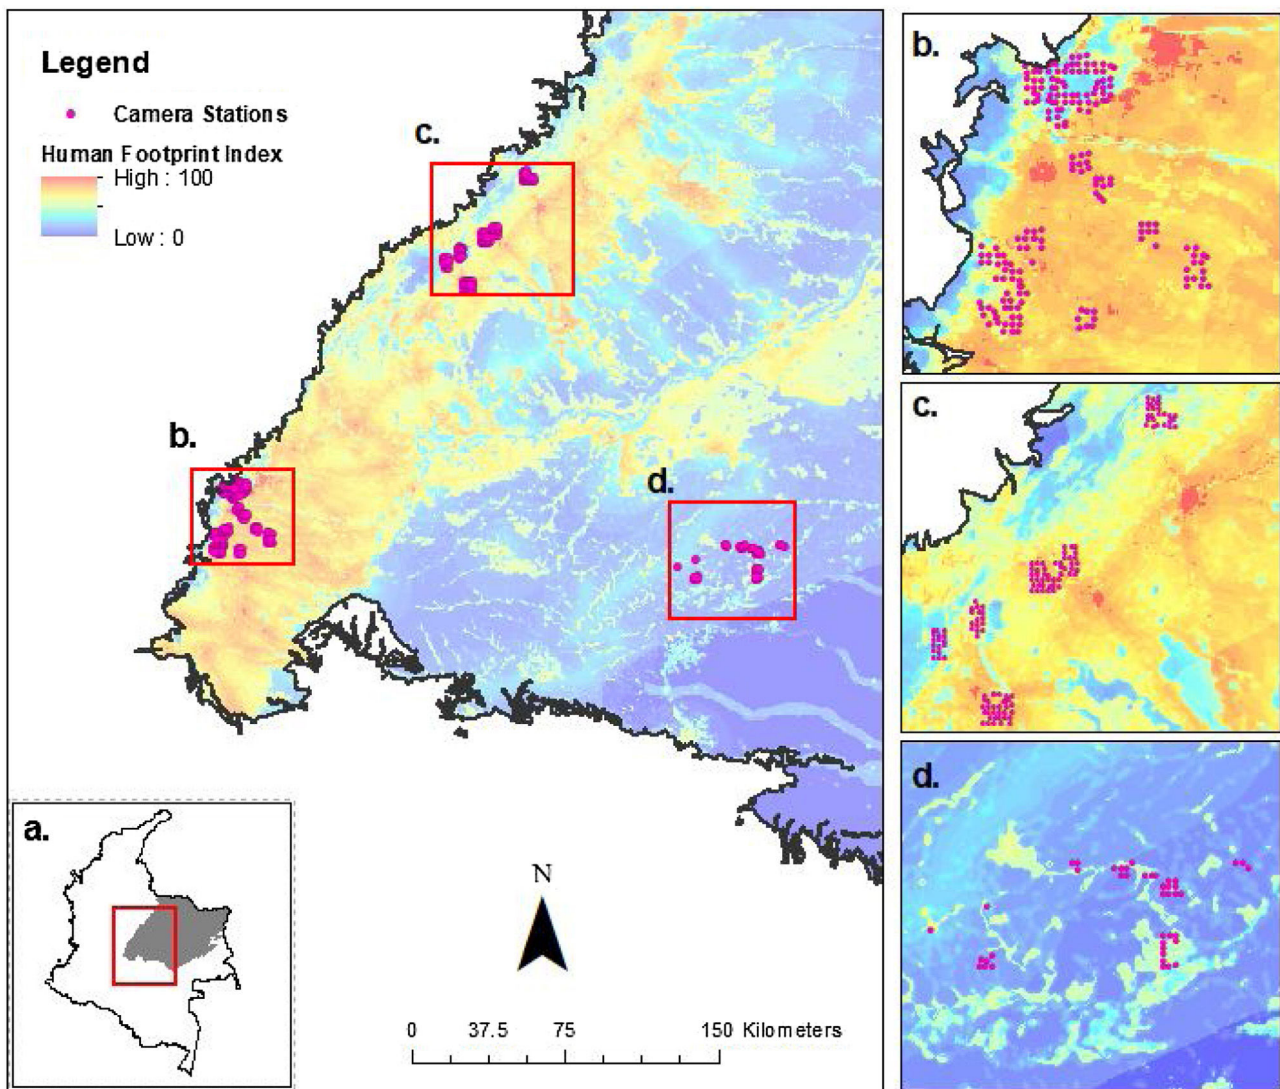 Legend
Camera Stations
Human Footprint Index
High : 100
Low : 0
c.
b.
d.
a.
N
0 37.5 75 150 Kilometers
b.
c.
d.